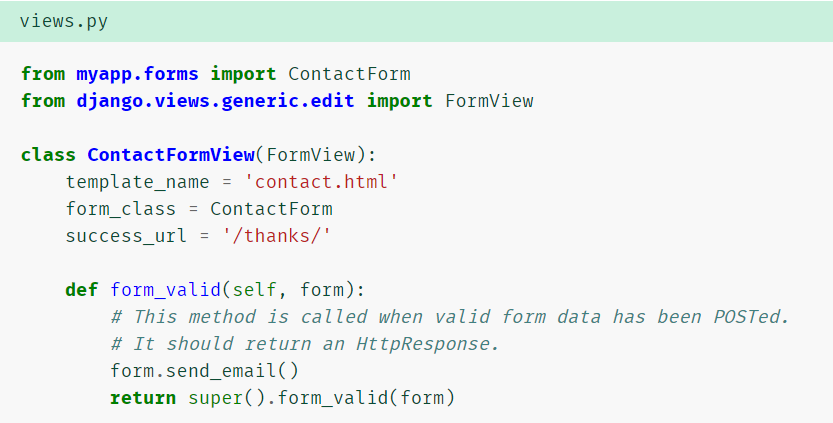 views.py
from myapp.forms import ContactForm
from django.views.generic.edit import FormView
class ContactFormView(FormView):
    template_name = 'contact.html'
    form_class = ContactForm
    success_url = '/thanks/'
    def form_valid(self, form):
        # This method is called when valid form data has been POSTed.
        # It should return an HttpResponse.
        form.send_email()
        return super().form_valid(form)